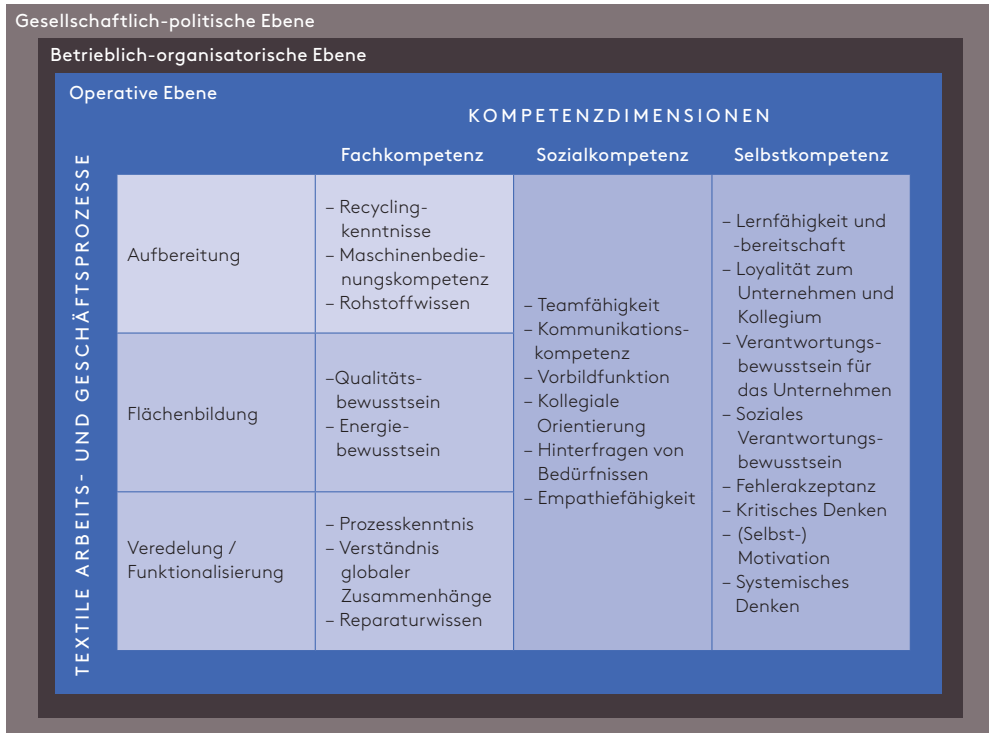 Gesellschaftlich-politische Ebene
Betrieblich-organisatorische Ebene
Operative Ebene
KOMPETENZDIMENSIONEN
Fachkompetenz
Sozialkompetenz
Selbstkompetenz
TEXTILE ARBEITS- UND GESCHÄFTSPROZESSE
Aufbereitung
– Recycling-
kenntnisse
– Maschinenbedie-
nungskompetenz
– Rohstoffwissen
Flächenbildung
–Qualitäts-
bewusstsein
– Energie-
bewusstsein
Veredelung /
Funktionalisierung
– Prozesskenntnis
– Verständnis
globaler
Zusammenhänge
– Reparaturwissen
– Teamfähigkeit
– Kommunikations-
kompetenz
– Vorbildfunktion
– Kollegiale
Orientierung
– Hinterfragen von
Bedürfnissen
– Empathiefähigkeit
– Lernfähigkeit und
-bereitschaft
– Loyalität zum
Unternehmen und
Kollegium
– Verantwortungs-
bewusstsein für
das Unternehmen
– Soziales
Verantwortungs-
bewusstsein
– Fehlerakzeptanz
– Kritisches Denken
– (Selbst-)
Motivation
– Systemisches
Denken